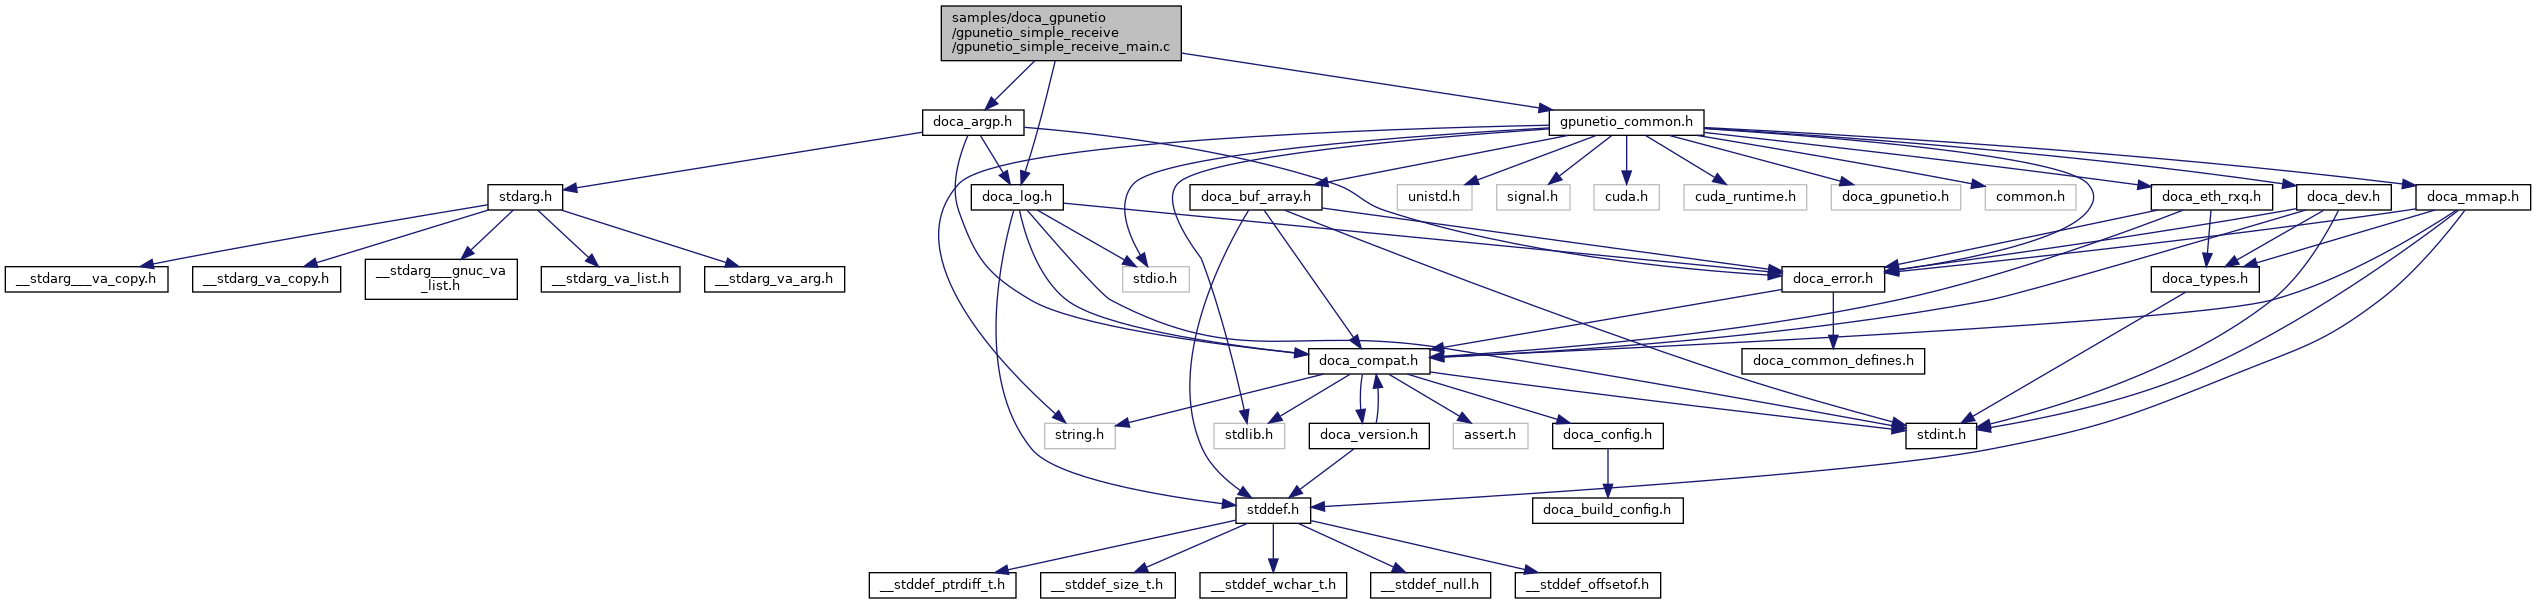 samples/doca_gpunetio
/gpunetio_simple_receive
/gpunetio_simple_receive_main.c
doca_argp.h
gpunetio_common.h
stdarg.h
doca_log.h
doca_buf_array.h
unistd.h
signal.h
cuda.h
cuda_runtime.h
doca_gpunetio.h
common.h
doca_eth_rxq.h
doca_dev.h
doca_mmap.h
__stdarg___va_copy.h
__stdarg_va_copy.h
__stdarg___gnuc_va
_list.h
__stdarg_va_list.h
__stdarg_va_arg.h
stdio.h
doca_error.h
doca_types.h
doca_compat.h
doca_common_defines.h
string.h
stdlib.h
doca_version.h
assert.h
doca_config.h
stdint.h
stddef.h
doca_build_config.h
__stddef_ptrdiff_t.h
__stddef_size_t.h
__stddef_wchar_t.h
__stddef_null.h
__stddef_offsetof.h